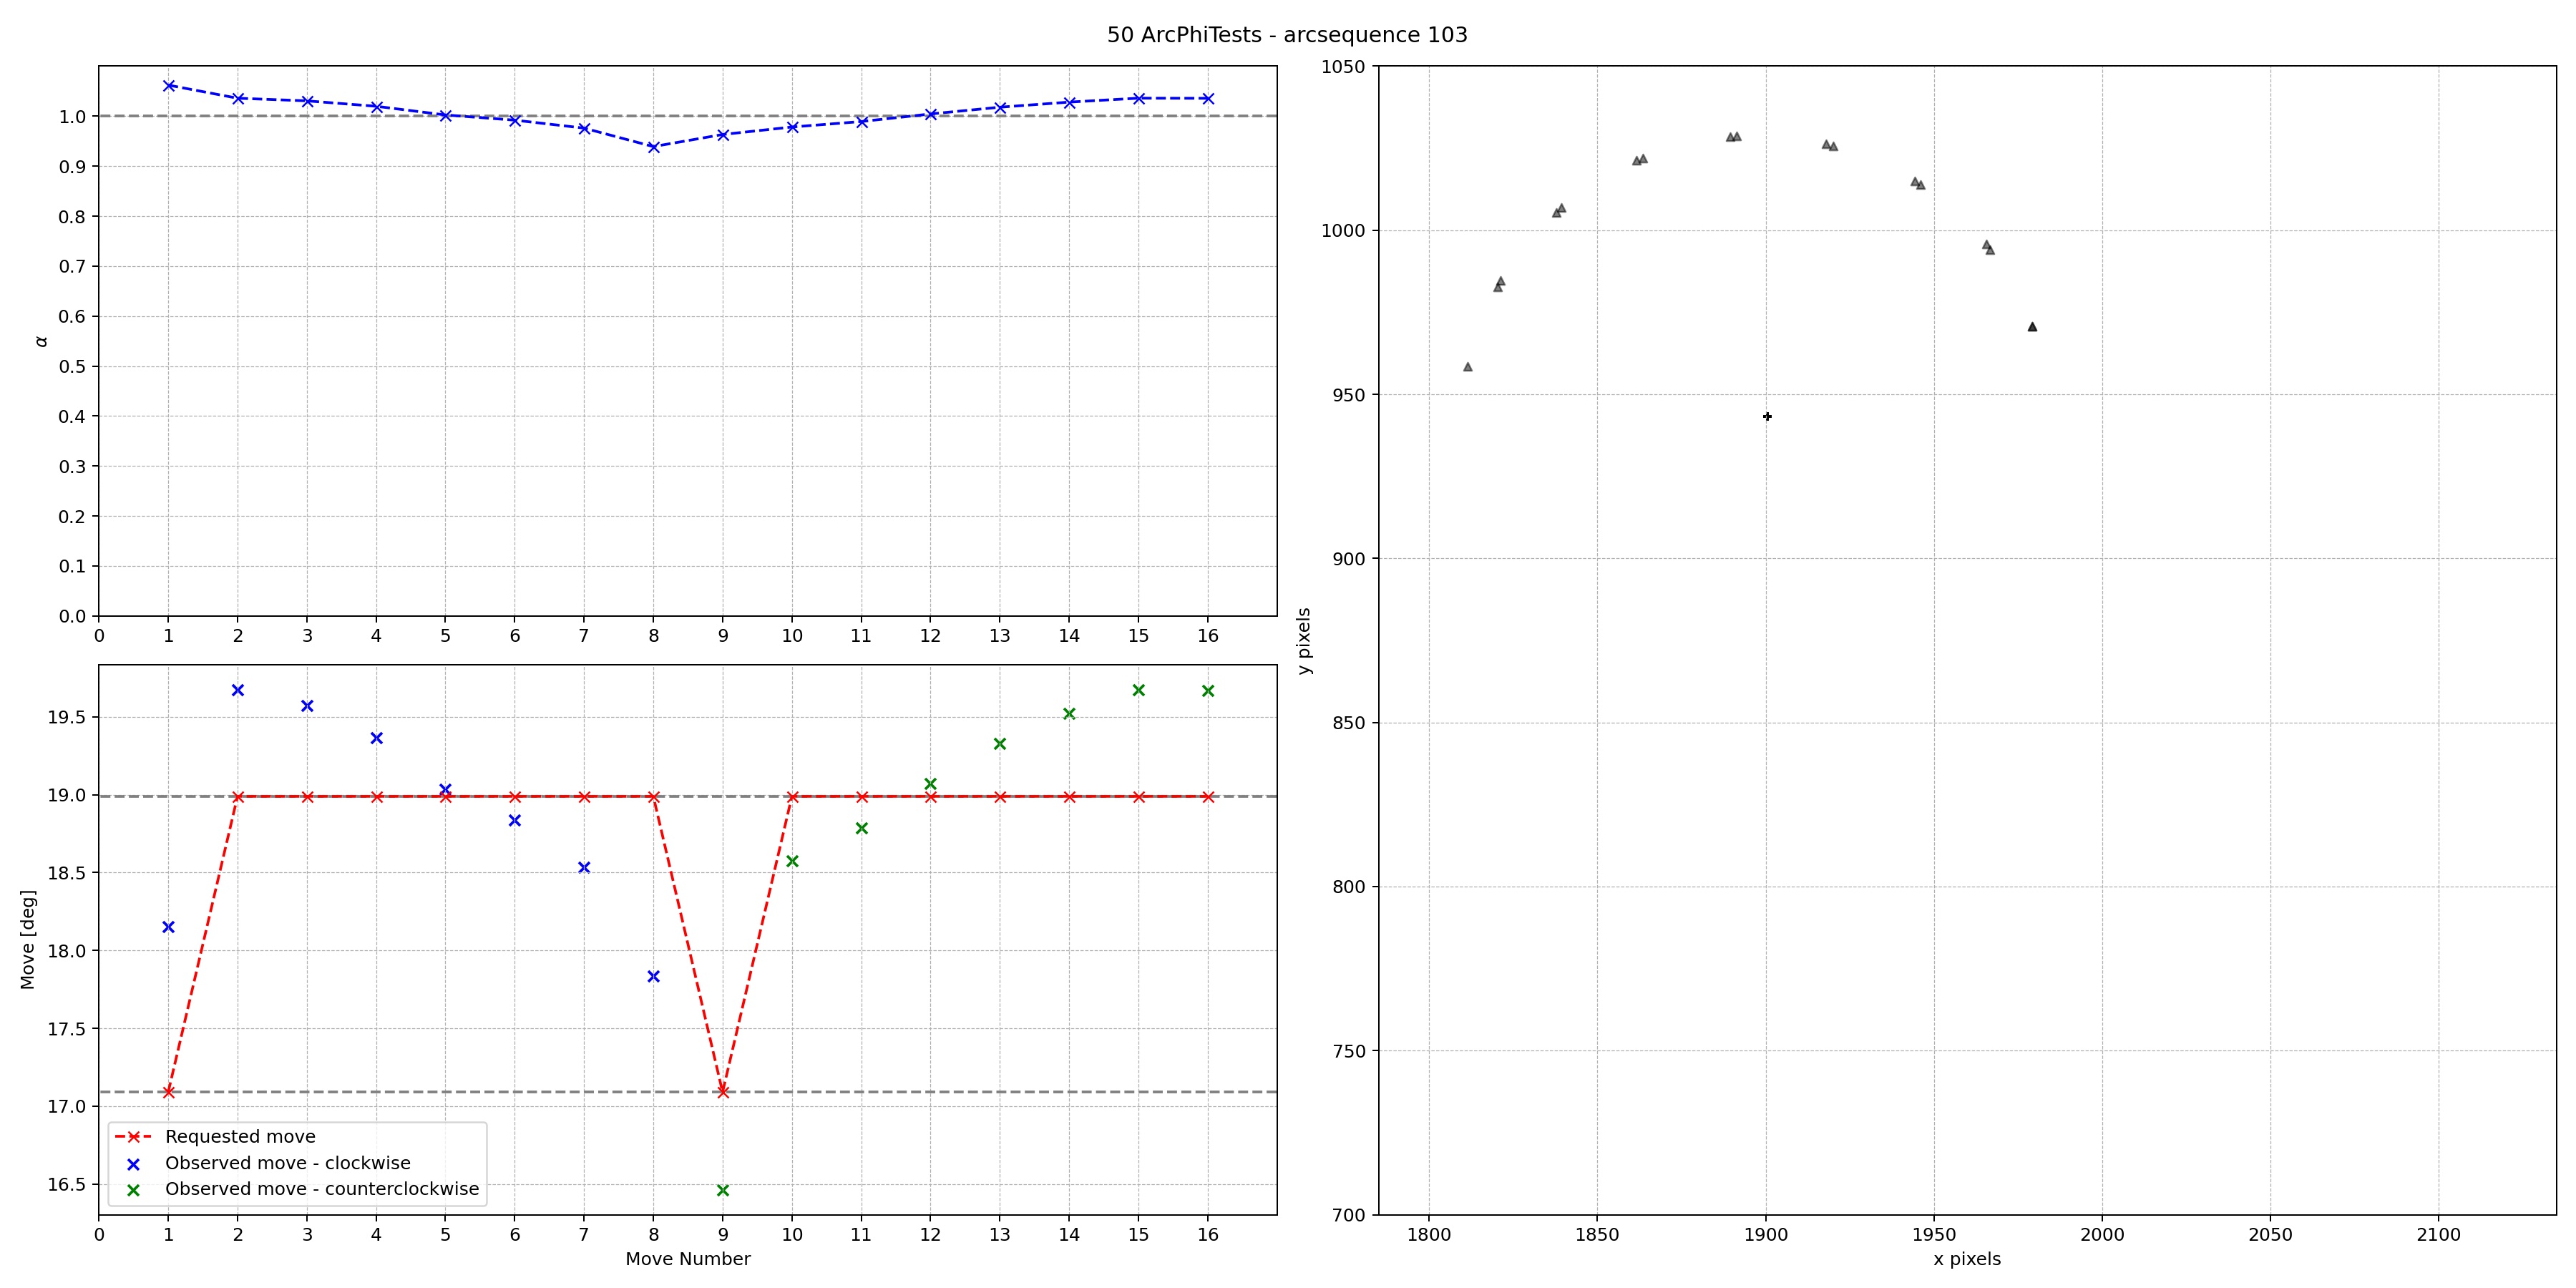 50 ArcPhiTests - arcsequence 103
1.0
0.9
0.8
0.7
0.6
0.5
0.4
0.3
0.2
0.1
0.0
α
0 1 2 3 4 5 6 7 8 9 10 11 12 13 14 15 16
19.5
19.0
18.5
18.0
17.5
17.0
16.5
Move [deg]
Requested move
Observed move - clockwise
Observed move - counterclockwise
0 1 2 3 4 5 6 7 8 9 10 11 12 13 14 15 16
Move Number
1050
1000
950
900
850
800
750
700
y pixels
1800 1850 1900 1950 2000 2050 2100
x pixels